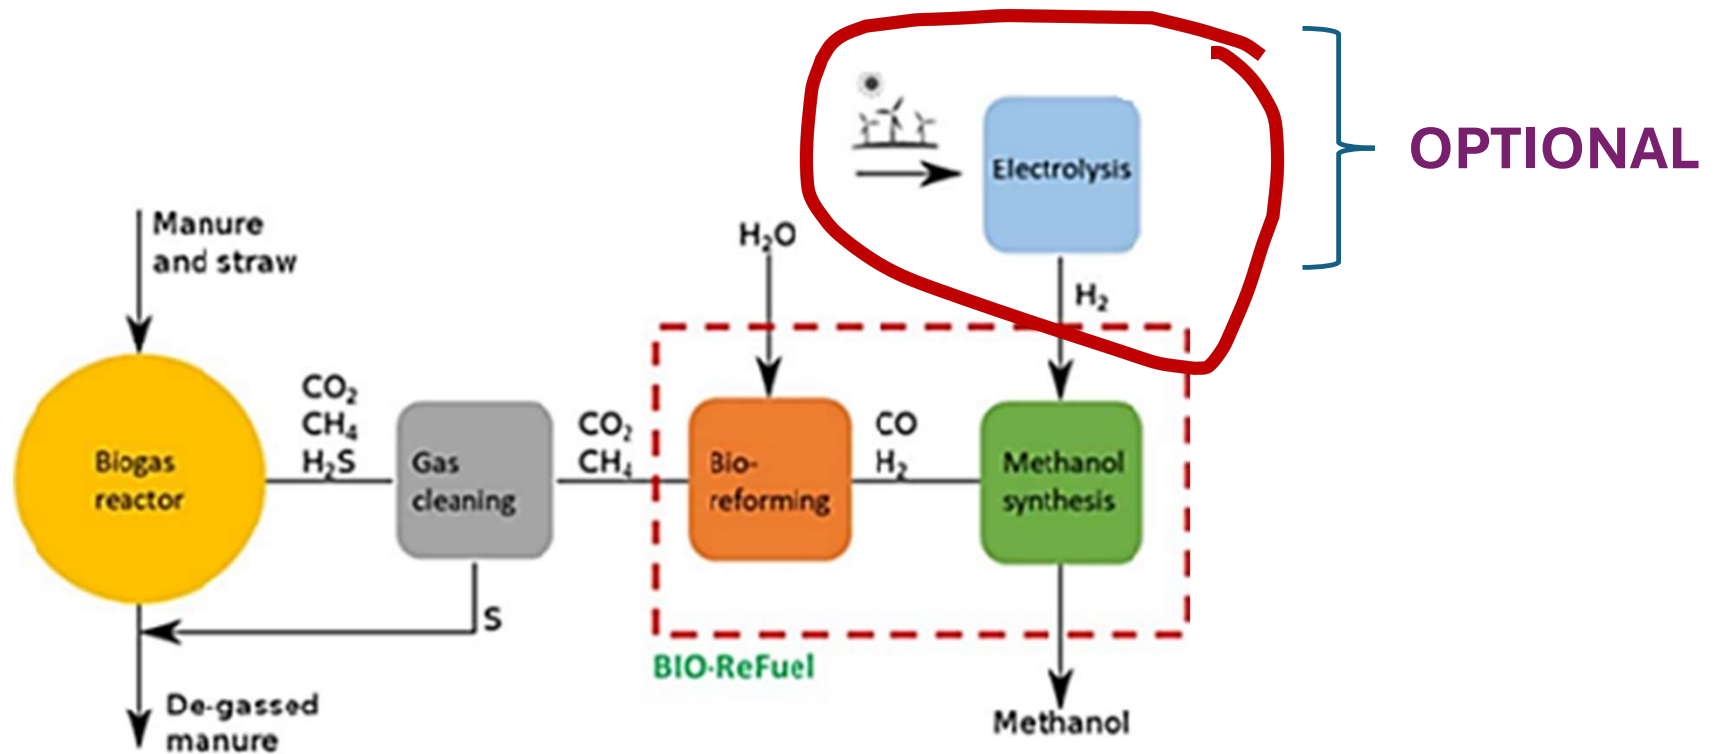 OPTIONAL
Electrolysis
Manure
and straw
H₂O
H₂
CO₂
CH₄
H₂S
CO₂
CH₄
CO
H₂
Biogas
reactor
Gas
cleaning
Bio-
reforming
Methanol
synthesis
S
BIO-ReFuel
De-gassed
manure
Methanol